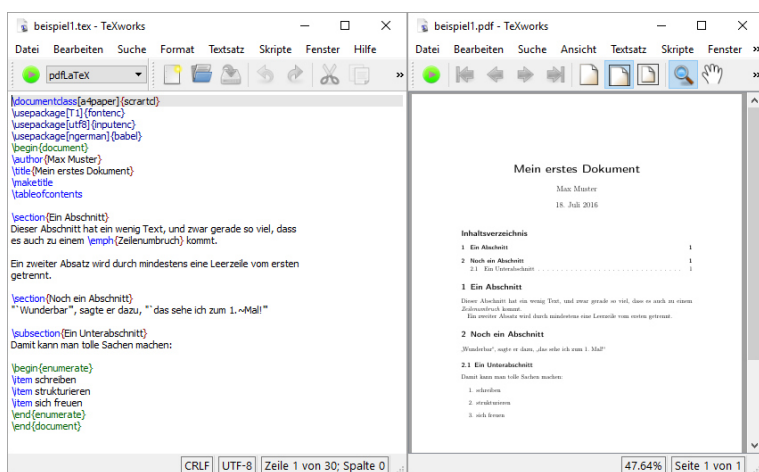 beispiel1.tex - TeXworks
Datei Bearbeiten Suche Format Textsatz Skripte Fenster Hilfe
pdfLaTeX
»
\documentclass[a4paper]{scrartcl}
\usepackage[T1]{fontenc}
\usepackage[utf8]{inputenc}
\usepackage[ngerman]{babel}
\begin{document}
\author{Max Muster}
\title{Mein erstes Dokument}
\maketitle
\tableofcontents
\section{Ein Abschnitt}
Dieser Abschnitt hat ein wenig Text, und zwar gerade so viel, dass
es auch zu einem \emph{Zeilenumbruch} kommt.
Ein zweiter Absatz wird durch mindestens eine Leerzeile vom ersten
getrennt.
\section{Noch ein Abschnitt}
"`Wunderbar"', sagte er dazu, "`das sehe ich zum 1.~Mal!"'
\subsection{Ein Unterabschnitt}
Damit kann man tolle Sachen machen:
\begin{enumerate}
\item schreiben
\item strukturieren
\item sich freuen
\end{enumerate}
\end{document}
CRLF UTF-8 Zeile 1 von 30; Spalte 0
beispiel1.pdf - TeXworks
Datei Bearbeiten Suche Ansicht Textsatz Skripte Fenster »
»
Mein erstes Dokument
Max Muster
18. Juli 2016
Inhaltsverzeichnis
1 Ein Abschnitt 1
2 Noch ein Abschnitt 1
2.1 Ein Unterabschnitt . . . . . . . . . . . . . . . . . . . . . . . . . . . . . 1
1 Ein Abschnitt
Dieser Abschnitt hat ein wenig Text, und zwar gerade so viel, dass es auch zu einem
Zeilenumbruch kommt.
Ein zweiter Absatz wird durch mindestens eine Leerzeile vom ersten getrennt.
2 Noch ein Abschnitt
„Wunderbar“, sagte er dazu, „das sehe ich zum 1. Mal!“
2.1 Ein Unterabschnitt
Damit kann man tolle Sachen machen:
1. schreiben
2. strukturieren
3. sich freuen
47.64% Seite 1 von 1